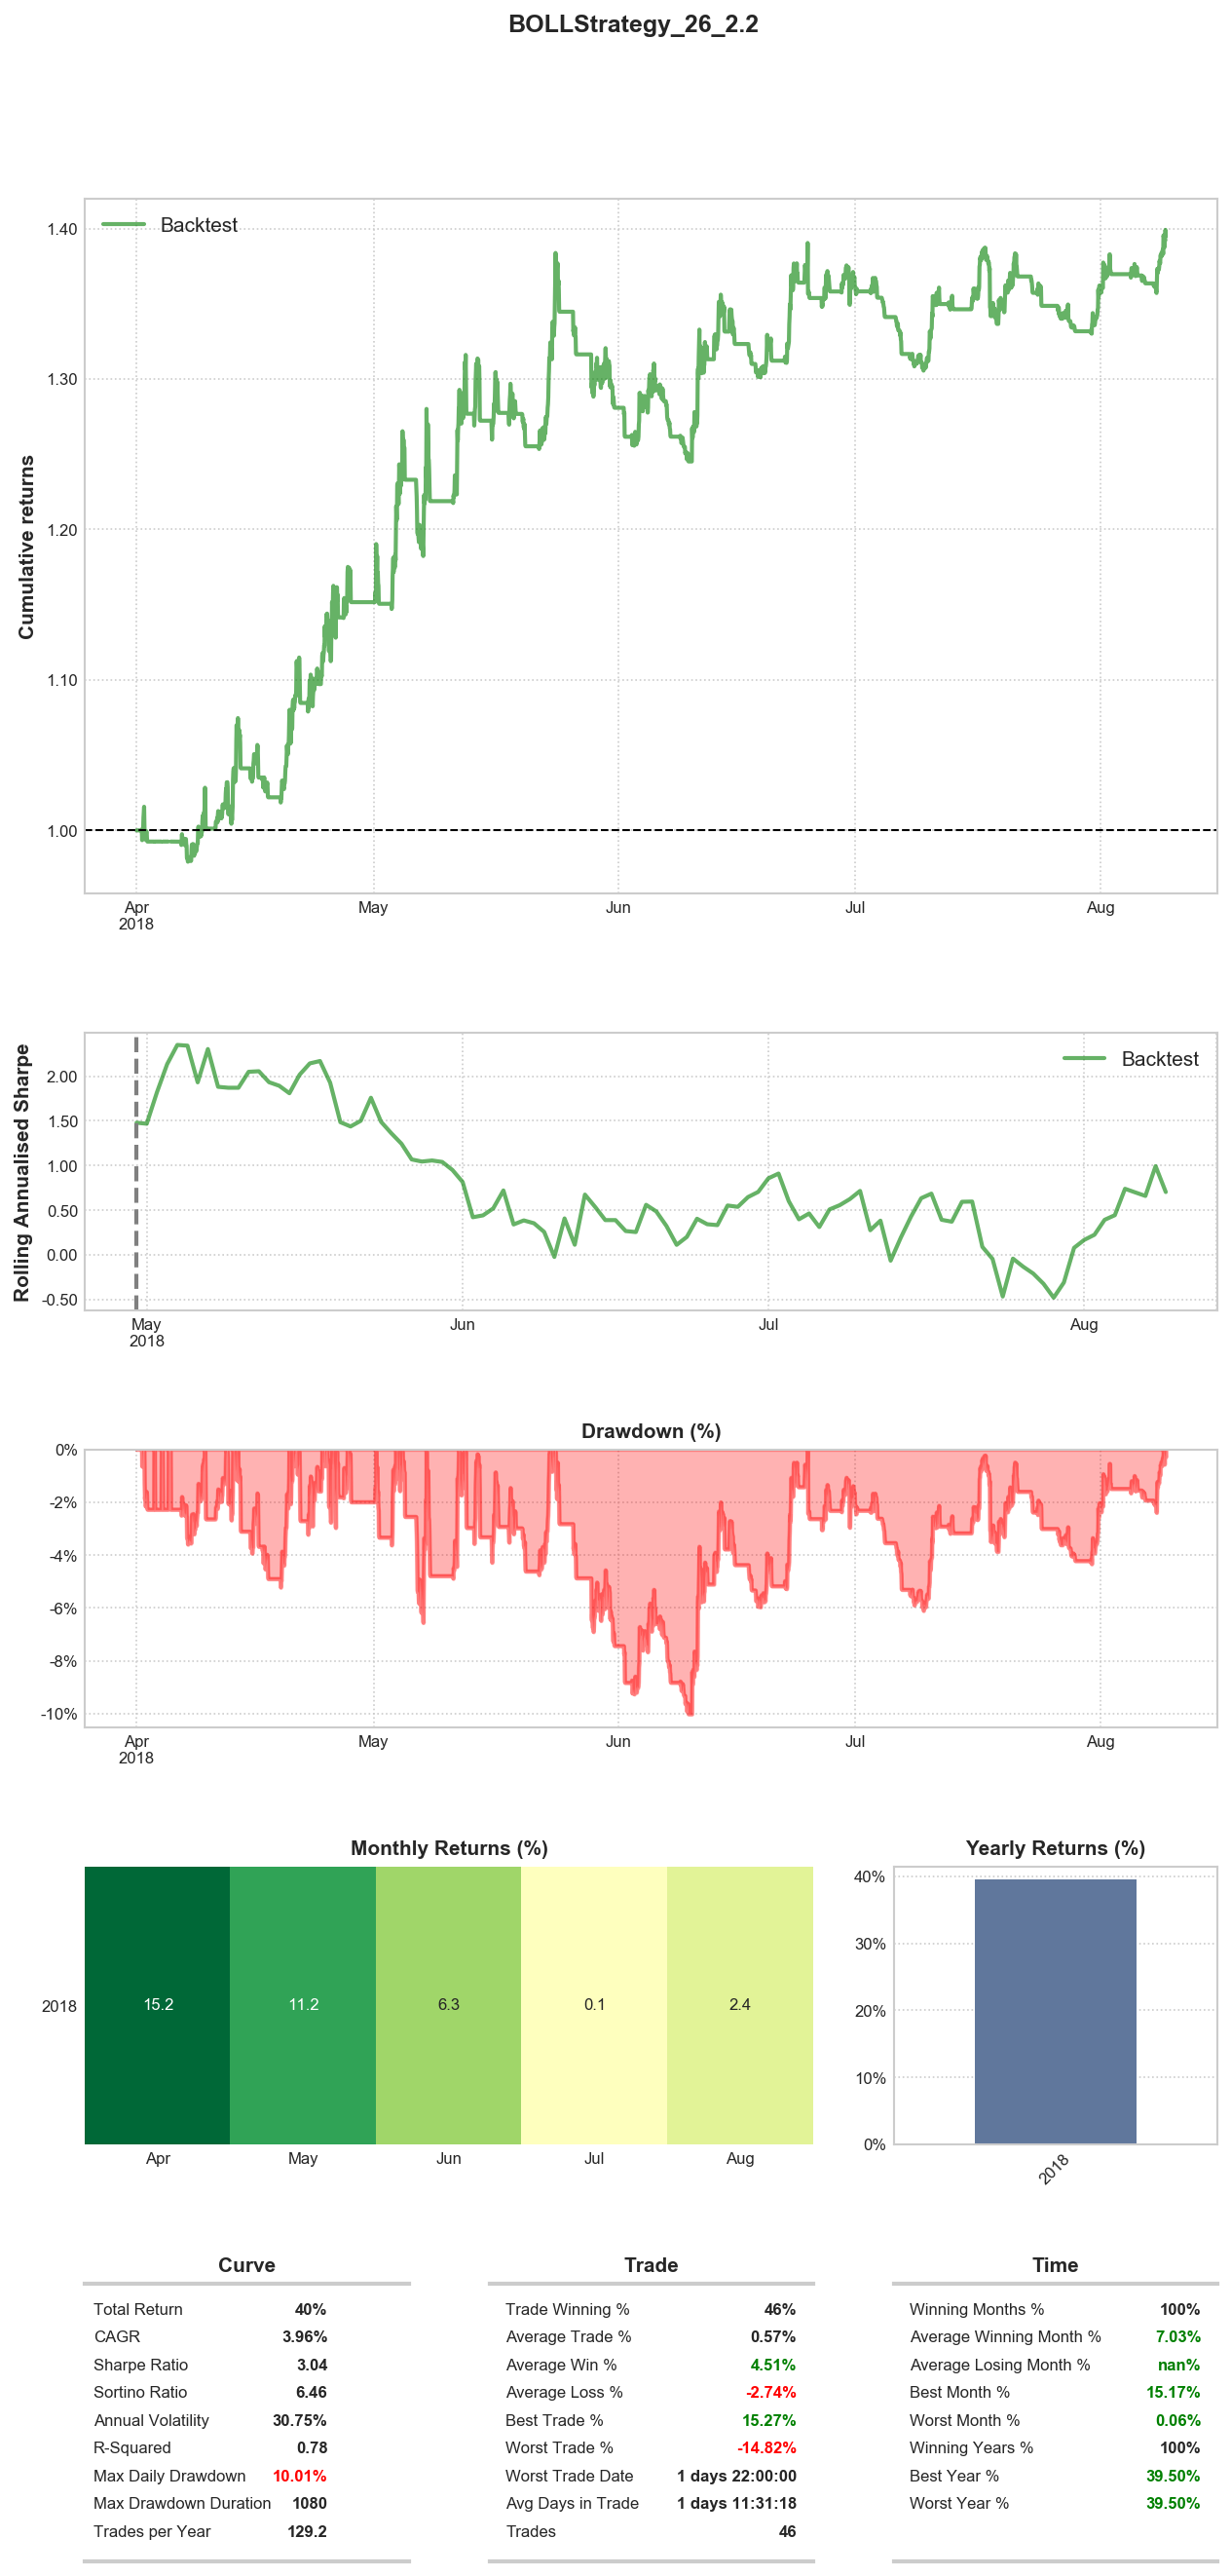 BOLLStrategy_26_2.2
Backtest
Cumulative returns
1.40
1.30
1.20
1.10
1.00
Apr May Jun Jul Aug
2018
Backtest
Rolling Annualised Sharpe
2.00
1.50
1.00
0.50
0.00
-0.50
May Jun Jul Aug
2018
Drawdown (%)
0%
-2%
-4%
-6%
-8%
-10%
Apr May Jun Jul Aug
2018
Monthly Returns (%)
2018 15.2 11.2 6.3 0.1 2.4
Apr May Jun Jul Aug
Yearly Returns (%)
40%
30%
20%
10%
0%
2018
Curve
Total Return 40%
CAGR 3.96%
Sharpe Ratio 3.04
Sortino Ratio 6.46
Annual Volatility 30.75%
R-Squared 0.78
Max Daily Drawdown 10.01%
Max Drawdown Duration 1080
Trades per Year 129.2
Trade
Trade Winning % 46%
Average Trade % 0.57%
Average Win % 4.51%
Average Loss % -2.74%
Best Trade % 15.27%
Worst Trade % -14.82%
Worst Trade Date 1 days 22:00:00
Avg Days in Trade 1 days 11:31:18
Trades 46
Time
Winning Months % 100%
Average Winning Month % 7.03%
Average Losing Month % nan%
Best Month % 15.17%
Worst Month % 0.06%
Winning Years % 100%
Best Year % 39.50%
Worst Year % 39.50%